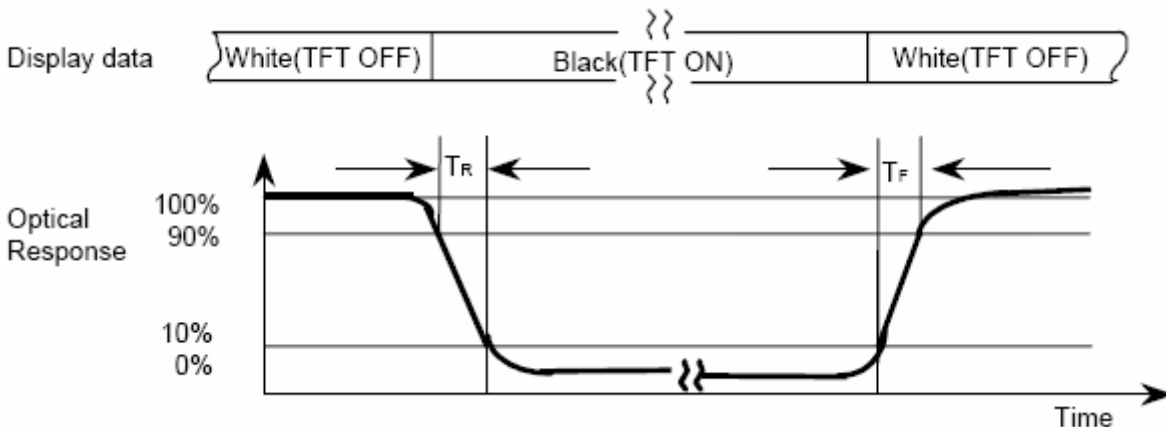 Display data White(TFT OFF) Black(TFT ON) White(TFT OFF)
TR TF
100%
Optical
Response
90%
10%
0%
Time